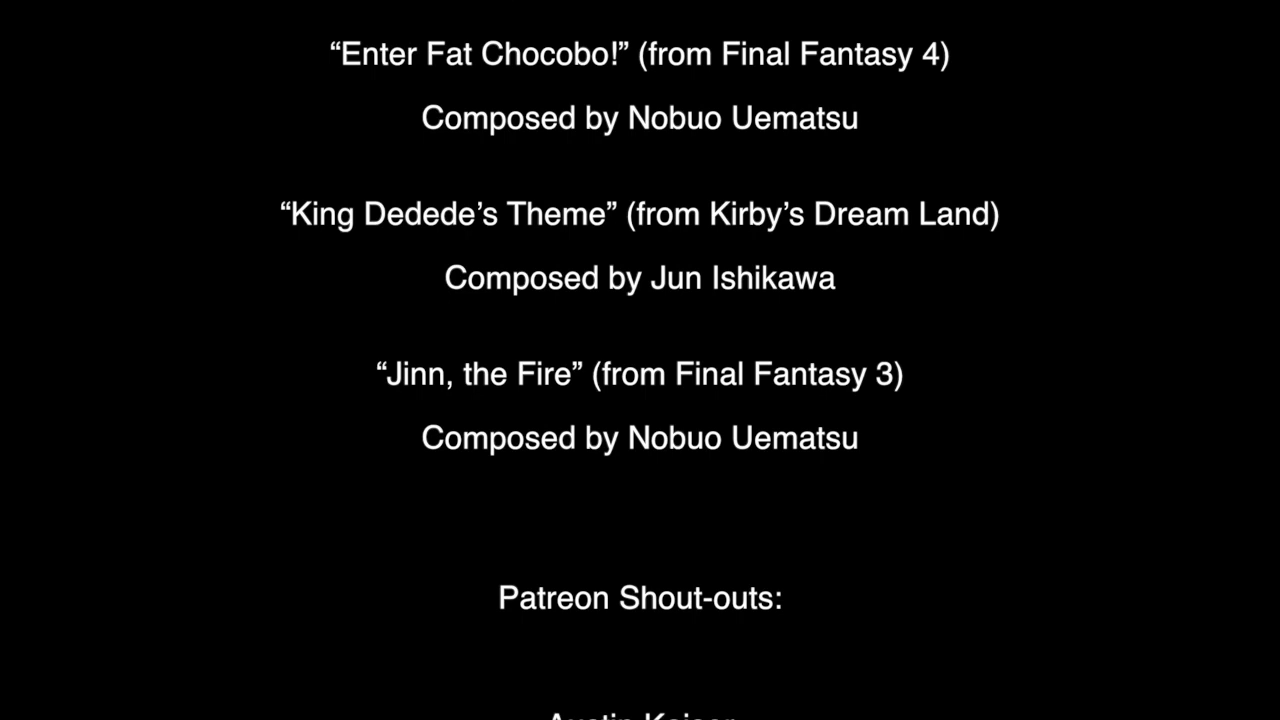 “Enter Fat Chocobo!” (from Final Fantasy 4)
Composed by Nobuo Uematsu
“King Dedede’s Theme” (from Kirby’s Dream Land)
Composed by Jun Ishikawa
“Jinn, the Fire” (from Final Fantasy 3)
Composed by Nobuo Uematsu
Patreon Shout-outs:
Austin